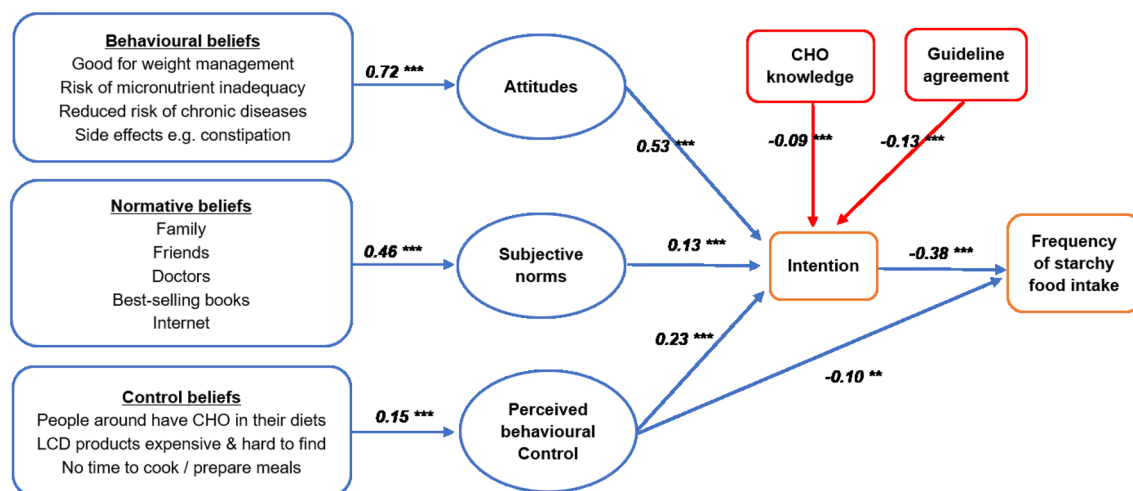 Behavioural beliefs
Good for weight management
Risk of micronutrient inadequacy
Reduced risk of chronic diseases
Side effects e.g. constipation
0.72 ***
Attitudes
CHO
knowledge
Guideline
agreement
0.53 ***
-0.09 ***
-0.13 ***
Normative beliefs
Family
Friends
Doctors
Best-selling books
Internet
0.46 ***
Subjective
norms
0.13 ***
Intention
-0.38 ***
Frequency
of starchy
food intake
0.23 ***
-0.10 **
Control beliefs
People around have CHO in their diets
LCD products expensive & hard to find
No time to cook / prepare meals
0.15 ***
Perceived
behavioural
Control